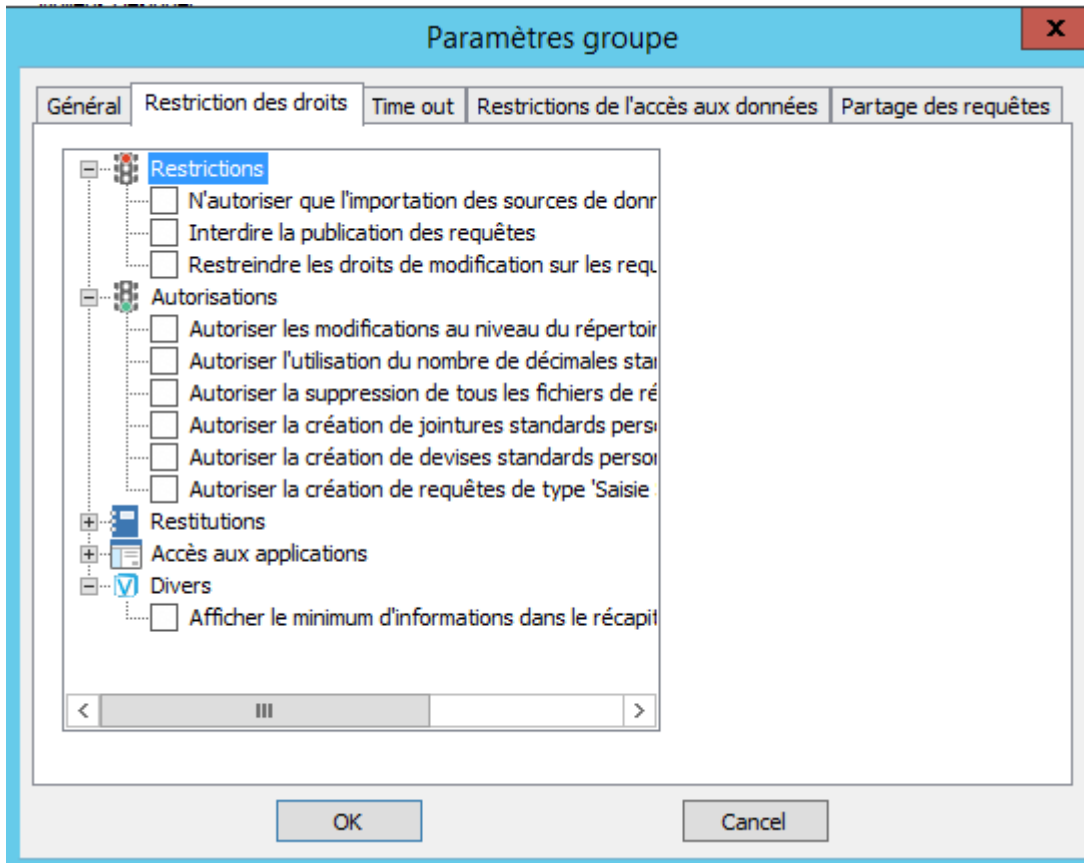 Paramètres groupe
x
Général Restriction des droits Time out Restrictions de l'accès aux données Partage des requêtes
Restrictions
N'autoriser que l'importation des sources de donr
Interdire la publication des requêtes
Restreindre les droits de modification sur les requ
Autorisations
Autoriser les modifications au niveau du répertoir
Autoriser l'utilisation du nombre de décimales star
Autoriser la suppression de tous les fichiers de ré
Autoriser la création de jointures standards perso
Autoriser la création de devises standards person
Autoriser la création de requêtes de type 'Saisie
Restitutions
Accès aux applications
Divers
Afficher le minimum d'informations dans le récapit
OK Cancel